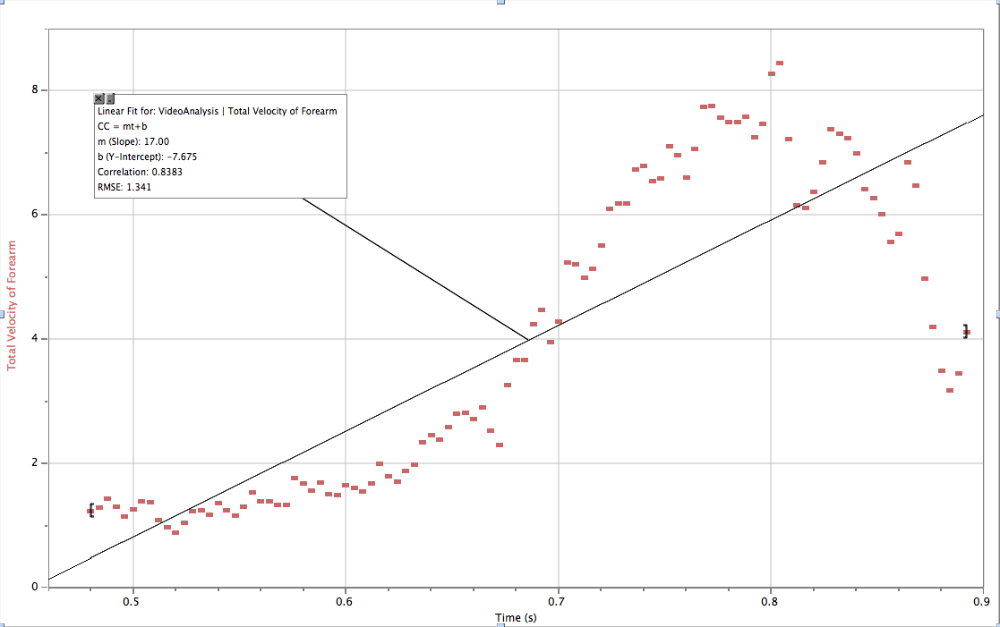 8
6
4
2
0
Total Velocity of Forearm
Linear Fit for: VideoAnalysis | Total Velocity of Forearm
CC = mt+b
m (Slope): 17.00
b (Y-Intercept): -7.675
Correlation: 0.8383
RMSE: 1.341
0.5 0.6 0.7 0.8 0.9
Time (s)